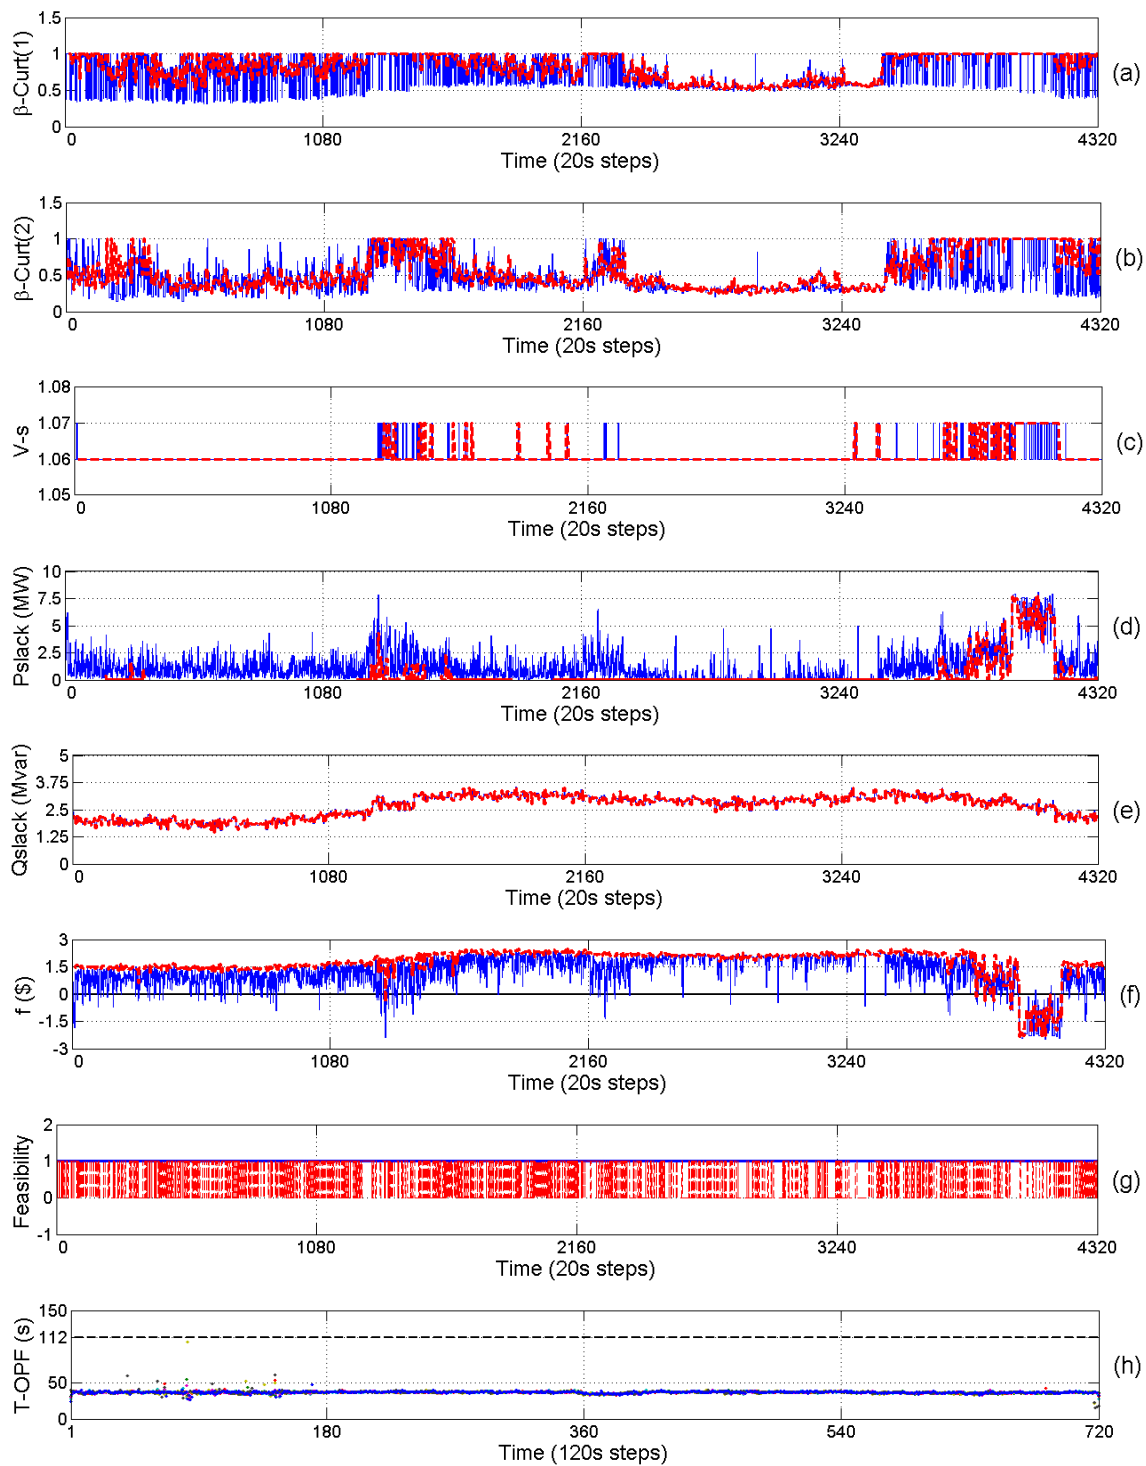 1.5
1
0.5
0
β-Curt(1)
0 1080 2160 3240 4320
Time (20s steps)
(a)
1.5
1
0.5
0
β-Curt(2)
0 1080 2160 3240 4320
Time (20s steps)
(b)
1.08
1.07
1.06
1.05
V-s
0 1080 2160 3240 4320
Time (20s steps)
(c)
10
7.5
5
2.5
0
Pslack (MW)
0 1080 2160 3240 4320
Time (20s steps)
(d)
5
3.75
2.5
1.25
0
Qslack (Mvar)
0 1080 2160 3240 4320
Time (20s steps)
(e)
3
1.5
0
-1.5
-3
f ($)
0 1080 2160 3240 4320
Time (20s steps)
(f)
2
1
0
-1
Feasibility
0 1080 2160 3240 4320
Time (20s steps)
(g)
150
112
50
0
T-OPF (s)
1 180 360 540 720
Time (120s steps)
(h)